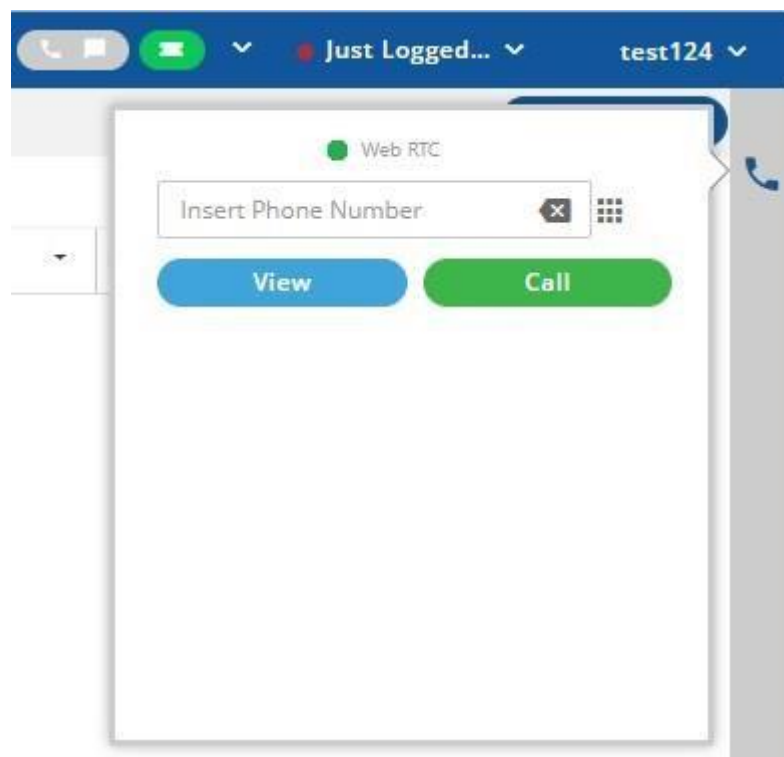 Just Logged...
test124
Web RTC
Insert Phone Number
View
Call